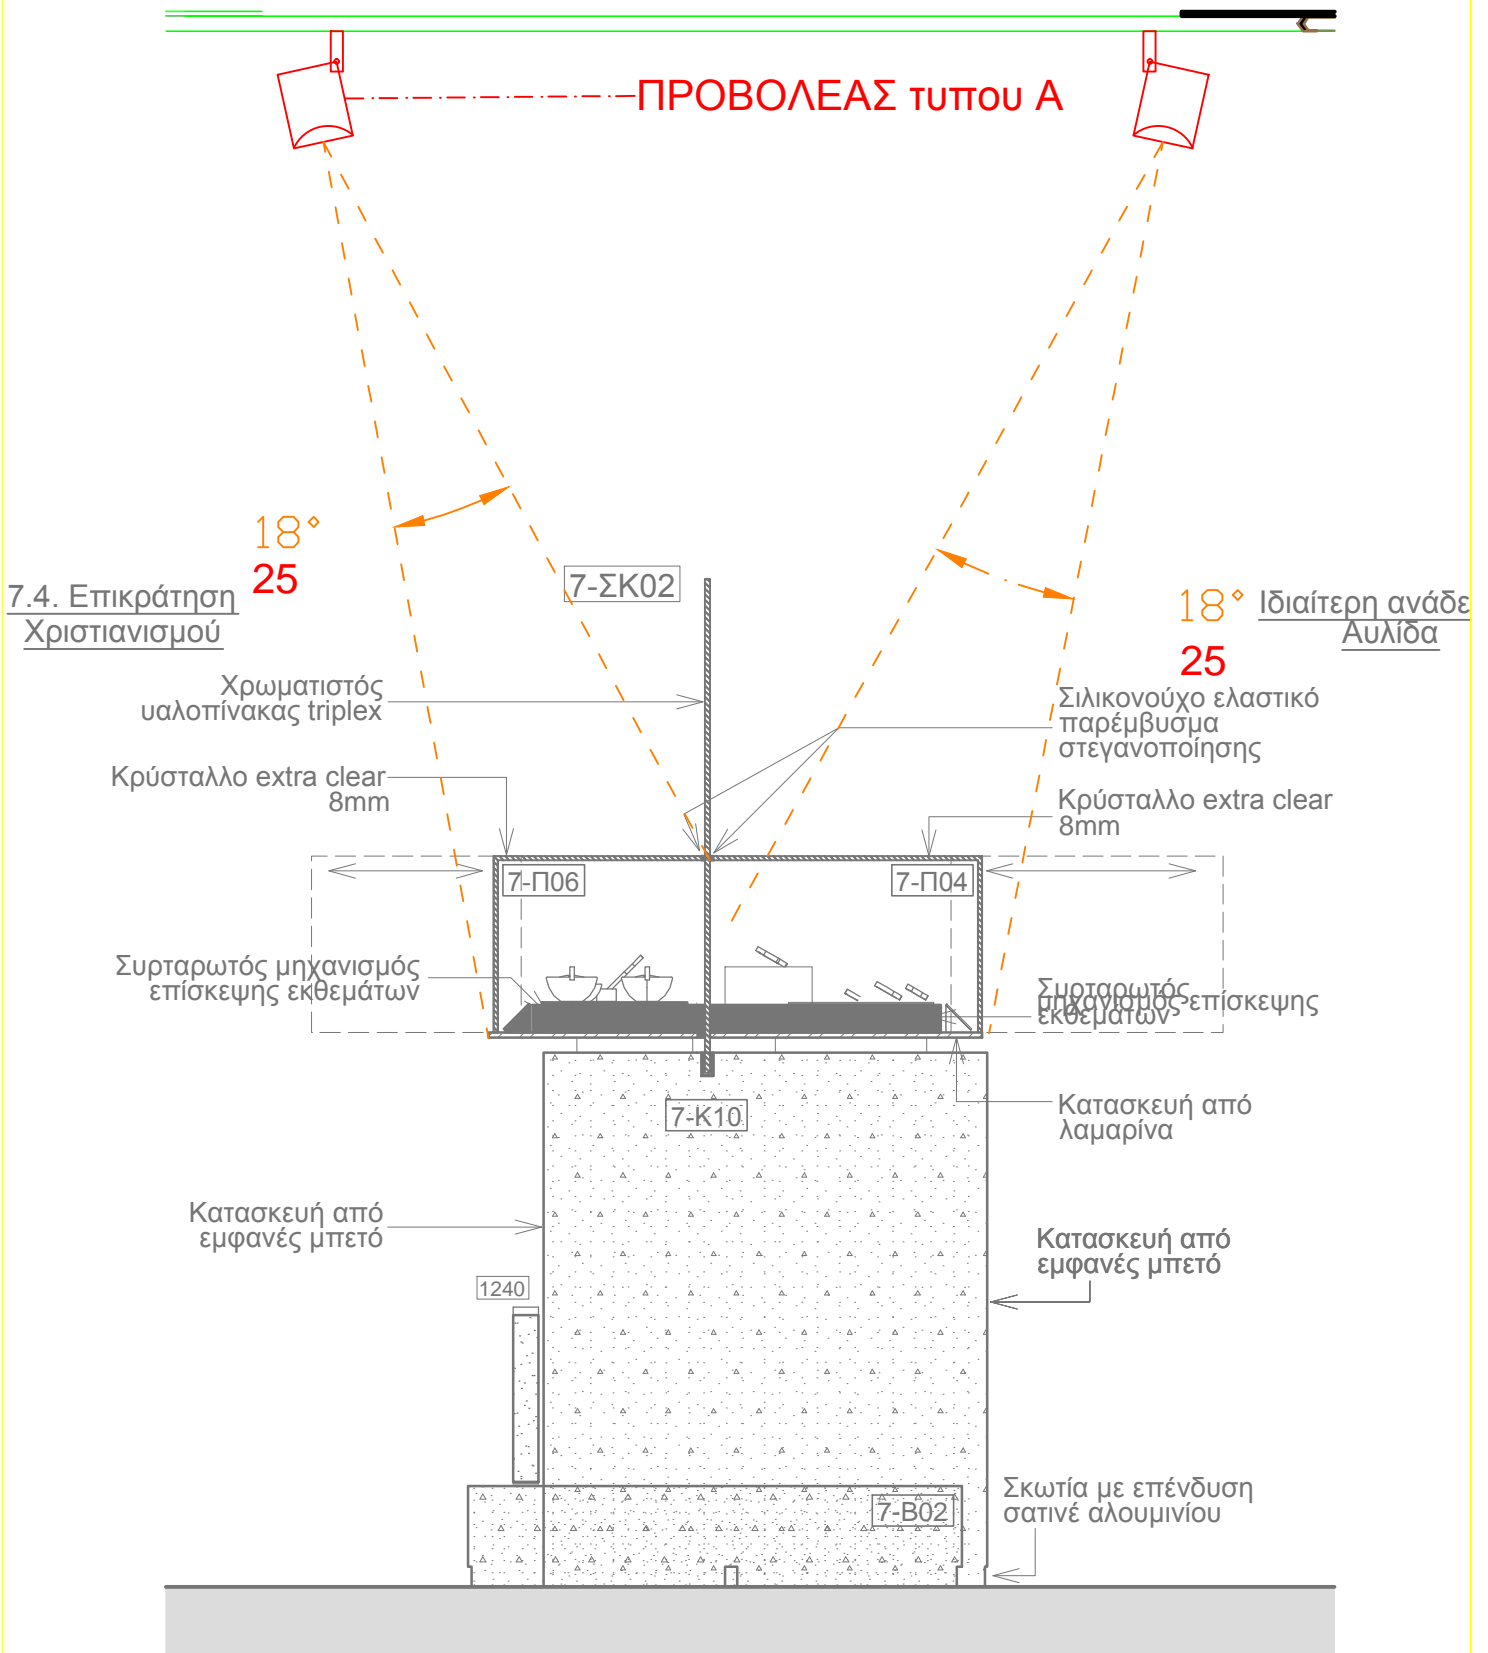 ΠΡΟΒΟΛΕΑΣ τυπου Α
18°
25
7-ΣΚ02
7.4. Επικράτηση
Χριστιανισμού
18°
25
Ιδιαίτερη ανάδε
Αυλίδα
Χρωματιστός
υαλοπίνακας triplex
Σιλικονούχο ελαστικό
παρέμβυσμα
στεγανοποίησης
Κρύσταλλο extra clear
8mm
Κρύσταλλο extra clear
8mm
7-Π06
7-Π04
Συρταρωτός μηχανισμός
επίσκεψης εκθεμάτων
Συρταρωτός
μηχανισμός επίσκεψης
εκθεμάτων
7-Κ10
Κατασκευή από
λαμαρίνα
Κατασκευή από
εμφανές μπετό
Κατασκευή από
εμφανές μπετό
1240
7-Β02
Σκωτία με επένδυση
σατινέ αλουμινίου